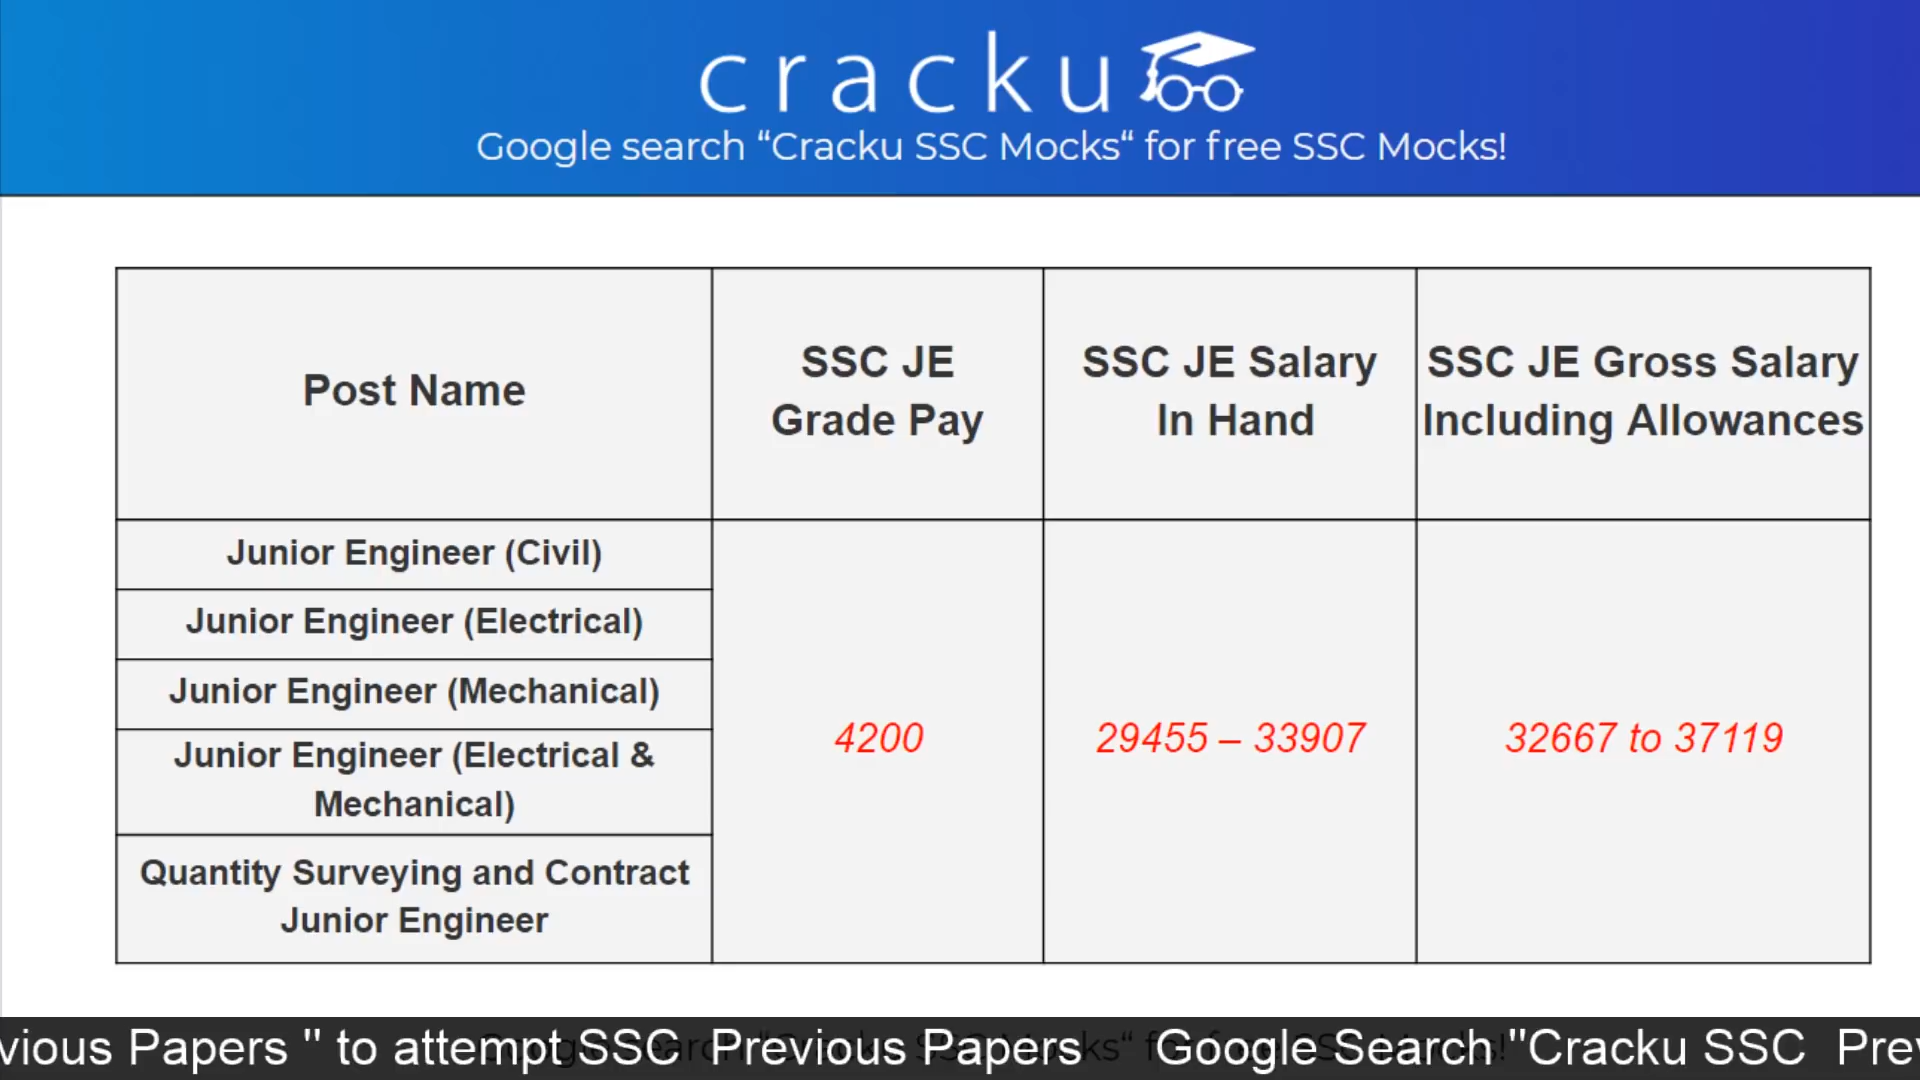 cracku
Google search “Cracku SSC Mocks“ for free SSC Mocks!
Post Name
SSC JE
Grade Pay
SSC JE Salary
In Hand
SSC JE Gross Salary
Including Allowances
Junior Engineer (Civil)
Junior Engineer (Electrical)
Junior Engineer (Mechanical)
Junior Engineer (Electrical &
Mechanical)
Quantity Surveying and Contract
Junior Engineer
4200
29455 – 33907
32667 to 37119
vious Papers " to attempt SSC Previous Papers Google Search "Cracku SSC Prev